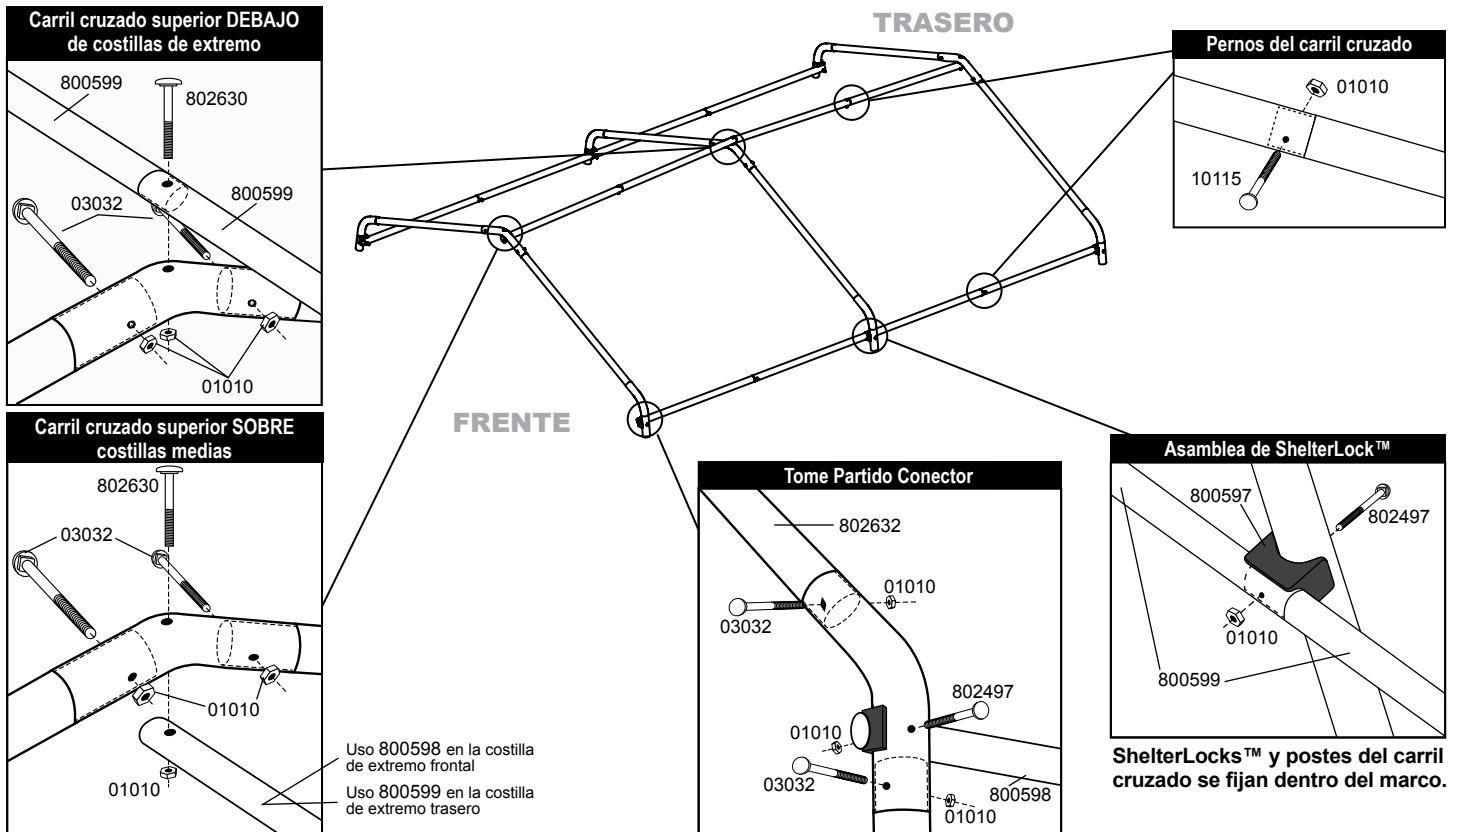 Carril cruzado superior DEBAJO
de costillas de extremo
800599
802630
03032
800599
01010
Carril cruzado superior SOBRE
costillas medias
802630
03032
01010
01010
Uso 800598 en la costilla
de extremo frontal
Uso 800599 en la costilla
de extremo trasero
TRASERO
FRENTE
Pernos del carril cruzado
01010
10115
Tome Partido Conector
802632
01010
03032
802497
01010
03032
800598
01010
Asamblea de ShelterLock™
800597
802497
01010
800599
ShelterLocks™ y postes del carril
cruzado se fijan dentro del marco.